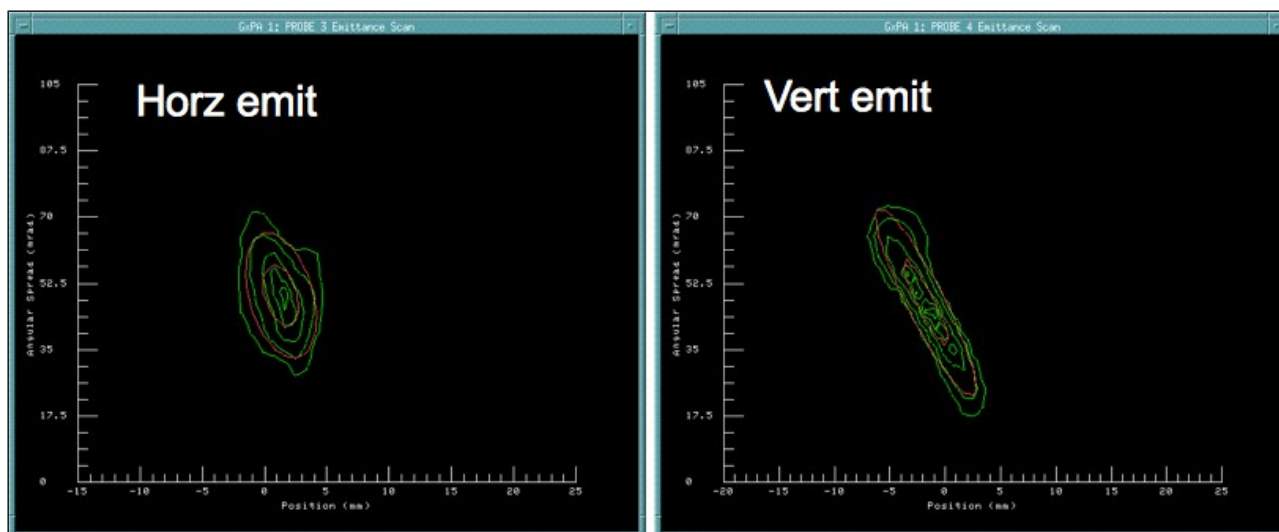 GxPA 1: PROBE 3 Emittance Scan
Horz emit
105
87.5
70
52.5
35
17.5
0
Angular Spread (mrad)
-15 -10 -5 0 5 10 15 20 25
Position (mm)
GxPA 1: PROBE 4 Emittance Scan
Vert emit
105
87.5
70
52.5
35
17.5
0
Angular Spread (mrad)
-20 -15 -10 -5 0 5 10 15 20 25
Position (mm)